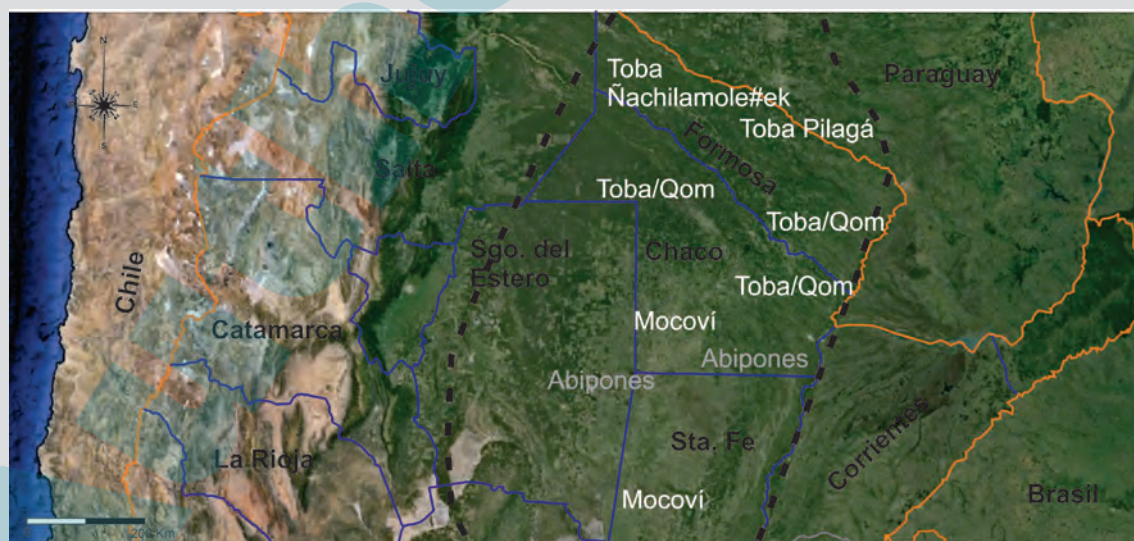 N
E
S
Jujuy
Toba
Ñachilamole#ek
Paraguay
Toba Pilagá
Formosa
Salta
Toba/Qom
Toba/Qom
Sgo. del
Estero
Chaco
Toba/Qom
Chile
Catamarca
Mocoví
Abipones
Abipones
La Rioja
Sta. Fe
Corrientes
Mocoví
Brasil